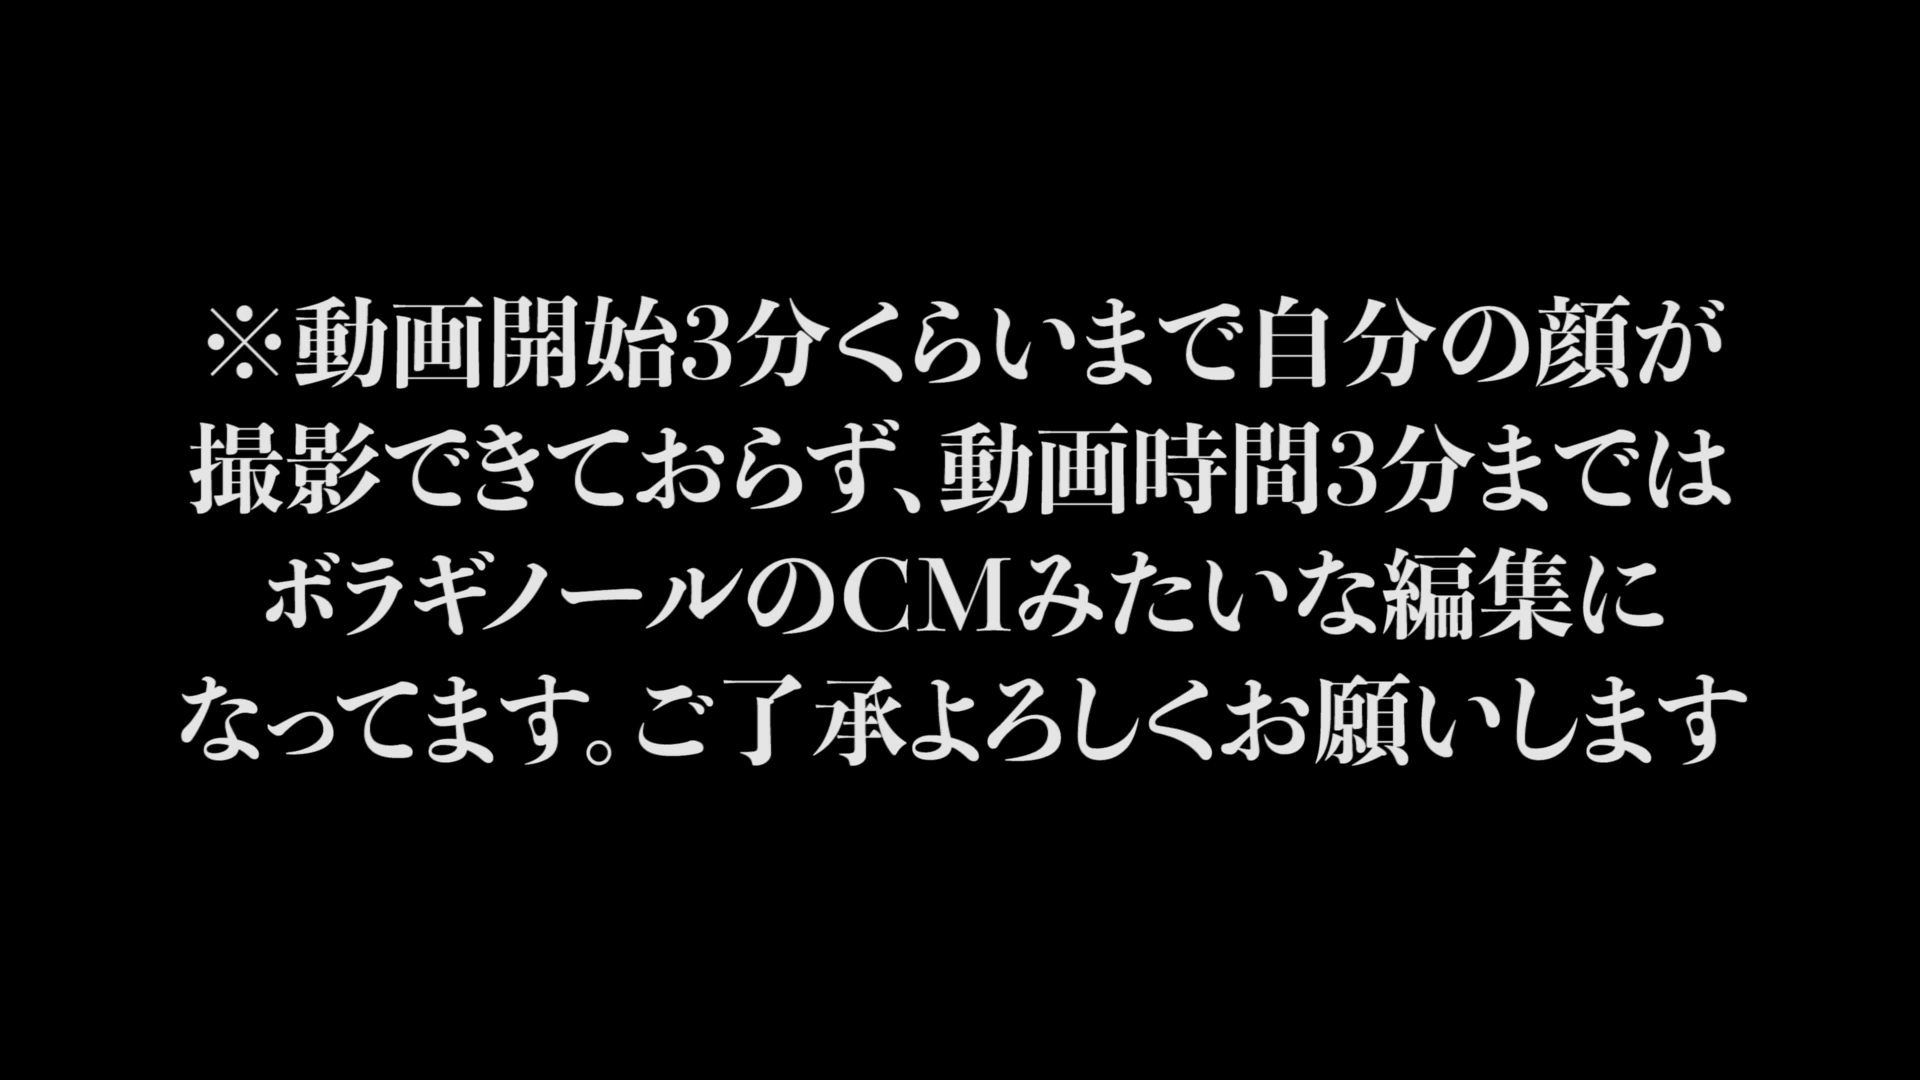 ※動画開始3分くらいまで自分の顔が
撮影できておらず、動画時間3分までは
ボラギノールのCMみたいな編集に
なってます。ご了承よろしくお願いします